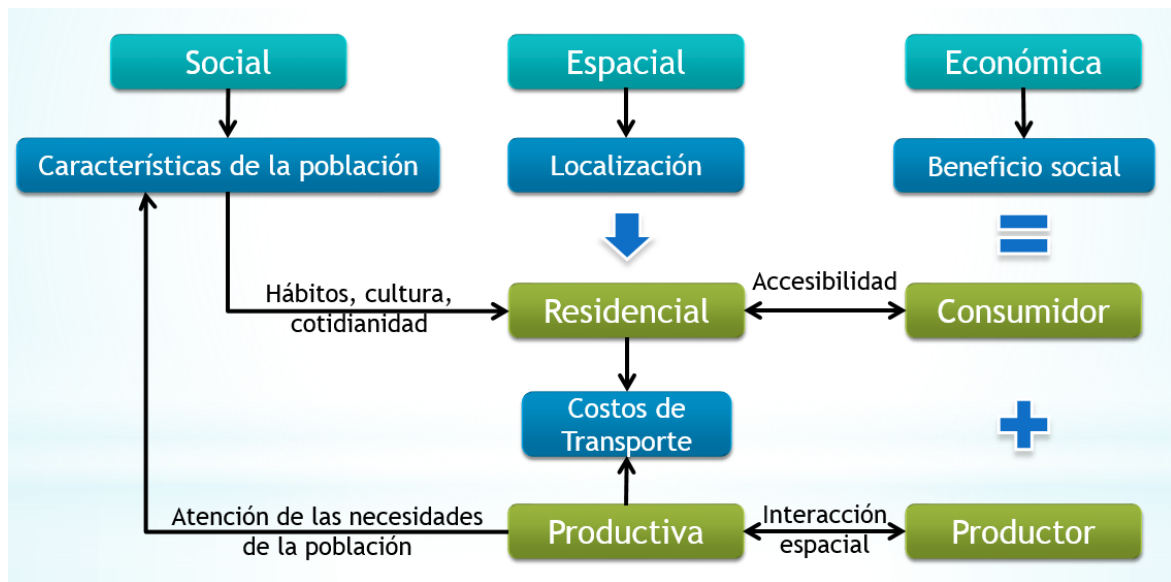 Social
Espacial
Económica
Características de la población
Localización
Beneficio social
Accesibilidad
Hábitos, cultura,
cotidianidad
Residencial
Consumidor
Costos de
Transporte
Atención de las necesidades
de la población
Productiva
Interacción
espacial
Productor